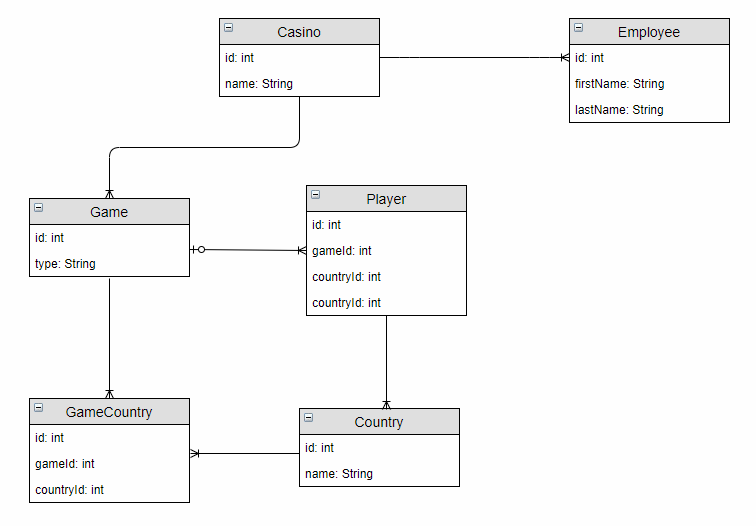 Casino
id: int
name: String
Employee
id: int
firstName: String
lastName: String
Game
id: int
type: String
Player
id: int
gameId: int
countryId: int
countryId: int
GameCountry
id: int
gameId: int
countryId: int
Country
id: int
name: String